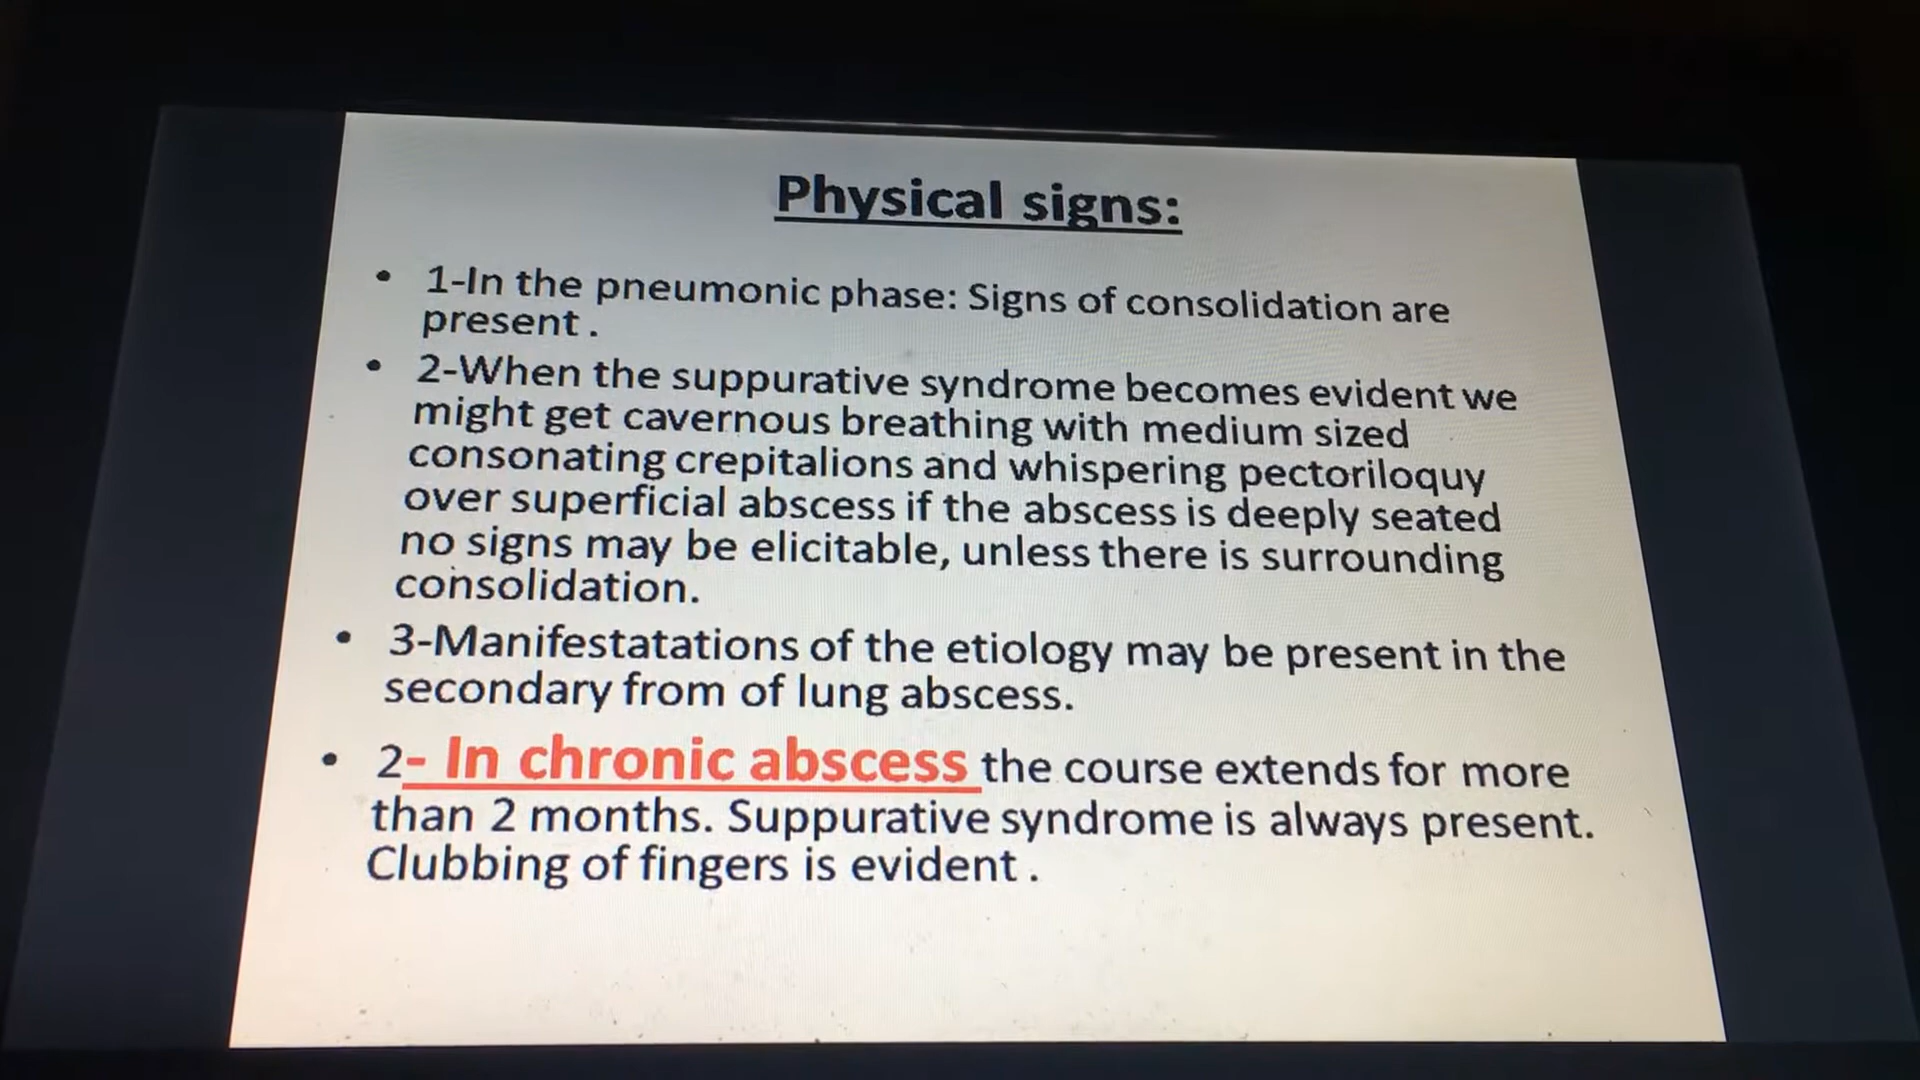 Physical signs:
• 1-In the pneumonic phase: Signs of consolidation are
present .
• 2-When the suppurative syndrome becomes evident we
might get cavernous breathing with medium sized
consonating crepitalions and whispering pectoriloquy
over superficial abscess if the abscess is deeply seated
no signs may be elicitable, unless there is surrounding
consolidation.
• 3-Manifestatations of the etiology may be present in the
secondary from of lung abscess.
• 2- In chronic abscess the course extends for more
than 2 months. Suppurative syndrome is always present.
Clubbing of fingers is evident .